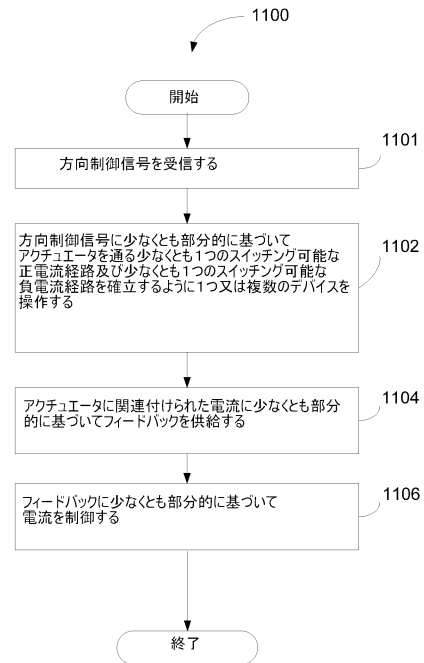 1100
開始
1101
方向制御信号を受信する
1102
方向制御信号に少なくとも部分的に基づいて
アクチュエータを通る少なくとも1つのスイッチング可能な
正電流経路及び少なくとも1つのスイッチング可能な
負電流経路を確立するように1つ又は複数のデバイスを
操作する
1104
アクチュエータに関連付けられた電流に少なくとも部分
的に基づいてフィードバックを供給する
1106
フィードバックに少なくとも部分的に基づいて
電流を制御する
終了